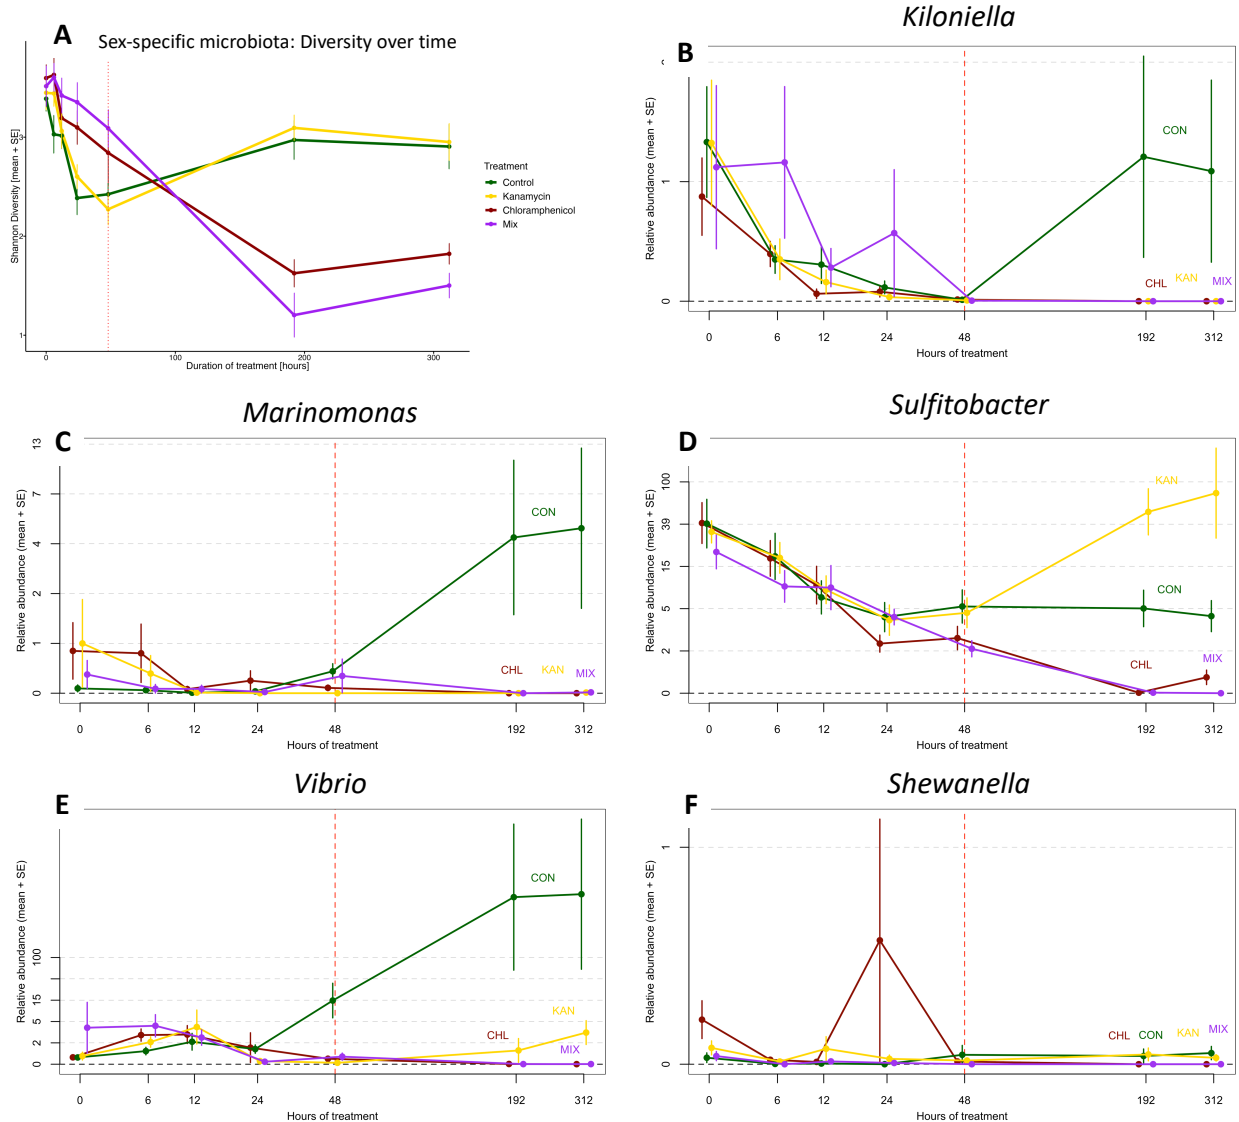 A
Sex-specific microbiota: Diversity over time
Shannon Diversity [mean + SE]
3
2
1
0
100
200
300
Duration of treatment [hours]
Treatment
Control
Kanamycin
Chloramphenicol
Mix
Kiloniella
B
Relative abundance (mean + SE)
1
0
CON
CHL
KAN
MIX
0 6 12 24 48 192 312
Hours of treatment
Marinomonas
C
Relative abundance (mean + SE)
13
7
4
2
1
0
CON
CHL
KAN
MIX
0 6 12 24 48 192 312
Hours of treatment
Sulfitobacter
D
Relative abundance (mean + SE)
100
39
15
5
2
0
KAN
CON
CHL
MIX
0 6 12 24 48 192 312
Hours of treatment
Vibrio
E
Relative abundance (mean + SE)
100
15
5
2
0
CON
KAN
CHL
MIX
0 6 12 24 48 192 312
Hours of treatment
Shewanella
F
Relative abundance (mean + SE)
1
0
CHL
CON
KAN
MIX
0 6 12 24 48 192 312
Hours of treatment